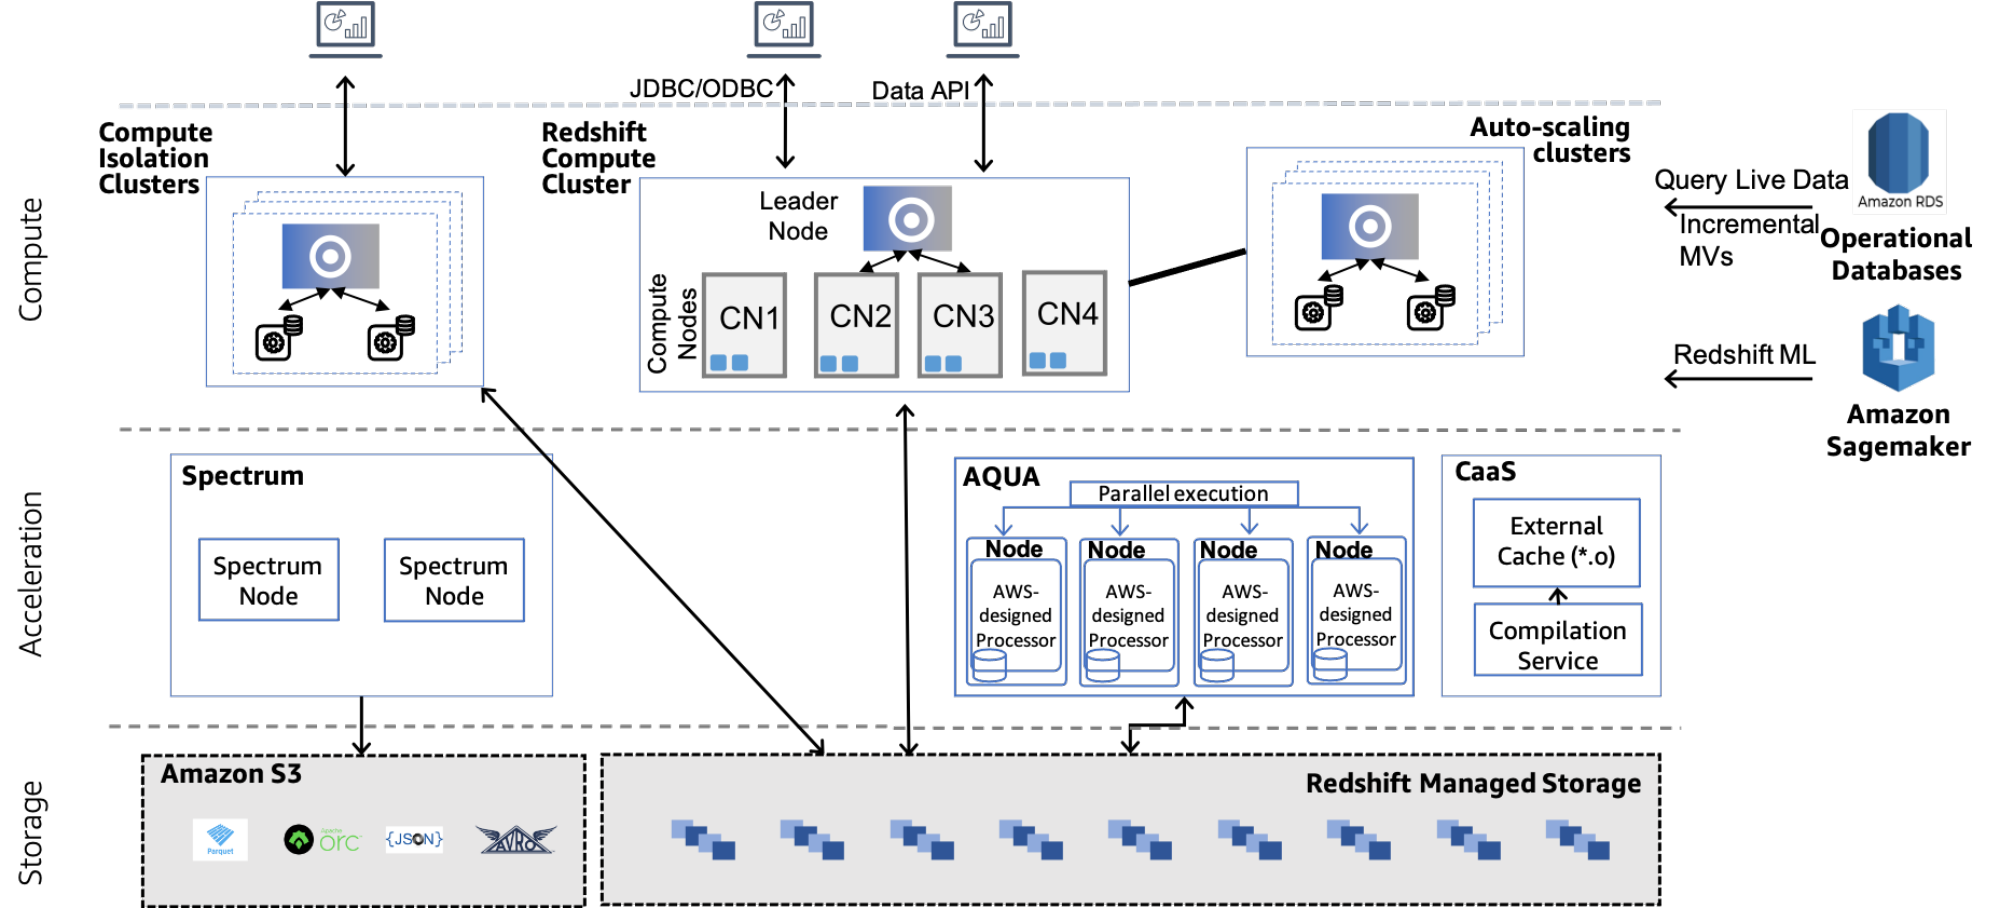 JDBC/ODBC
Data API
Compute
Compute
Isolation
Clusters
Redshift
Compute
Cluster
Leader
Node
Compute
Nodes
CN1
CN2
CN3
CN4
Auto-scaling
clusters
Query Live Data
Incremental
MVs
Amazon RDS
Operational
Databases
Redshift ML
Amazon
Sagemaker
Acceleration
Spectrum
Spectrum
Node
Spectrum
Node
AQUA
Parallel execution
Node
AWS-
designed
Processor
Node
AWS-
designed
Processor
Node
AWS-
designed
Processor
Node
AWS-
designed
Processor
CaaS
External
Cache (*.o)
Compilation
Service
Storage
Amazon S3
Parquet
Apache
orc
{JSON}
AVRO
Redshift Managed Storage